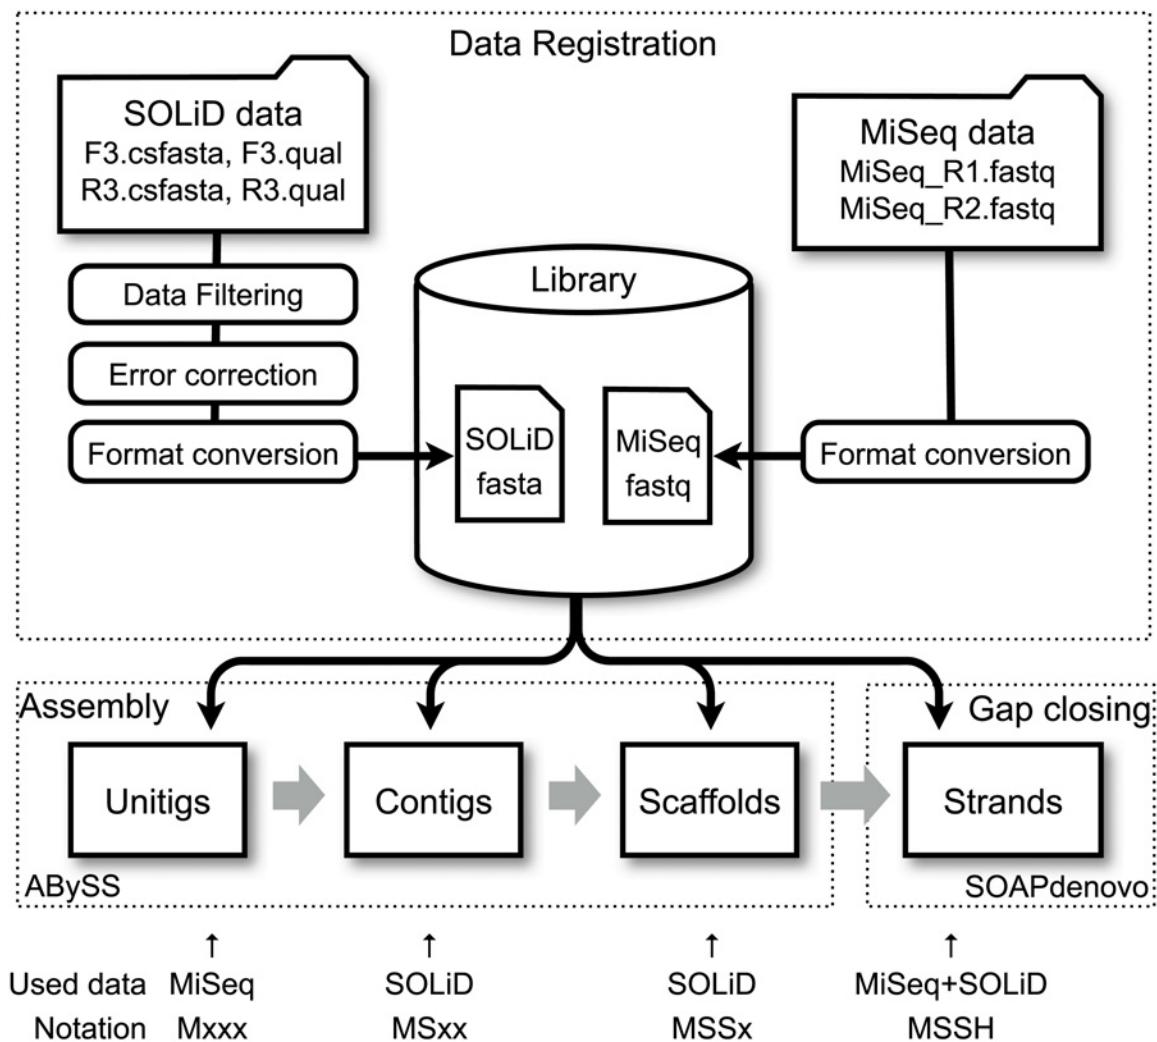 Data Registration
SOLiD data
F3.csfasta, F3.qual
R3.csfasta, R3.qual
Data Filtering
Error correction
Format conversion
MiSeq data
MiSeq_R1.fastq
MiSeq_R2.fastq
Format conversion
Library
SOLiD
fasta
MiSeq
fastq
Assembly
Unitigs
Contigs
Scaffolds
ABySS
Gap closing
Strands
SOAPdenovo
↑ ↑ ↑ ↑
Used data MiSeq SOLiD SOLiD MiSeq+SOLiD
Notation Mxxx MSxx MSSx MSSH